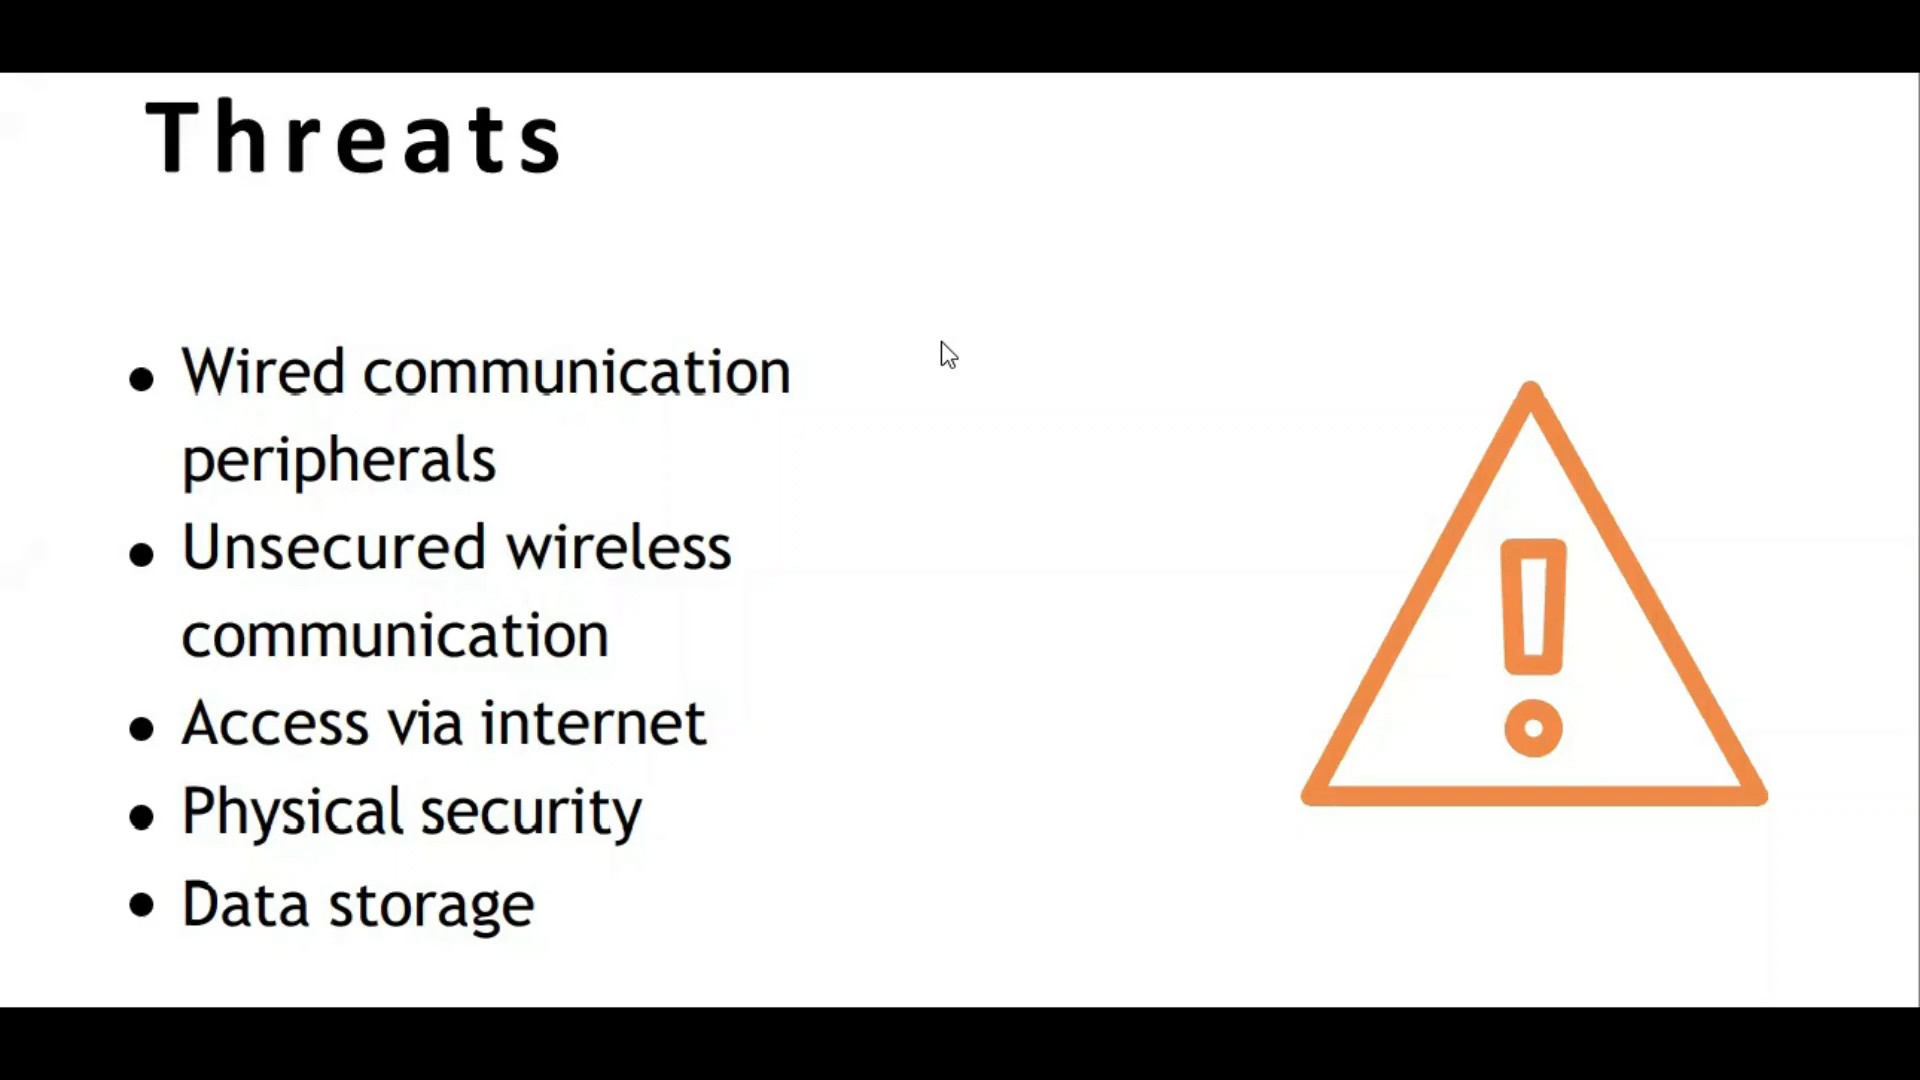 Threats
• Wired communication
peripherals
• Unsecured wireless
communication
• Access via internet
• Physical security
• Data storage